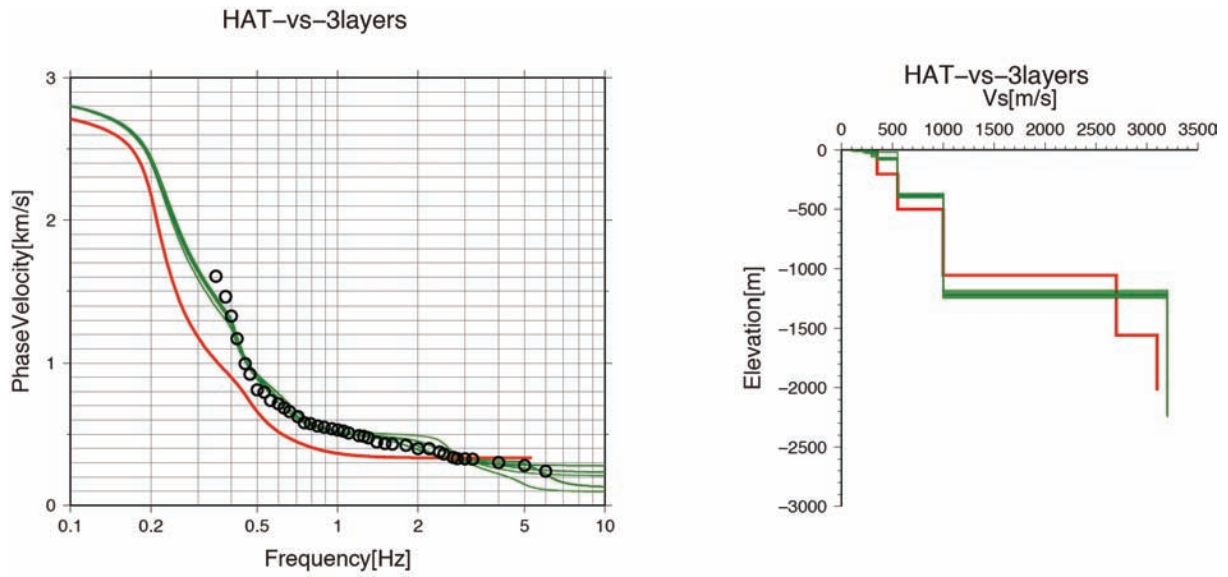 HAT-vs-3layers
3
2
1
0
PhaseVelocity[km/s]
0.1 0.2 0.5 1 2 5 10
Frequency[Hz]
HAT-vs-3layers
Vs[m/s]
0 500 1000 1500 2000 2500 3000 3500
0
-500
-1000
-1500
-2000
-2500
-3000
Elevation[m]